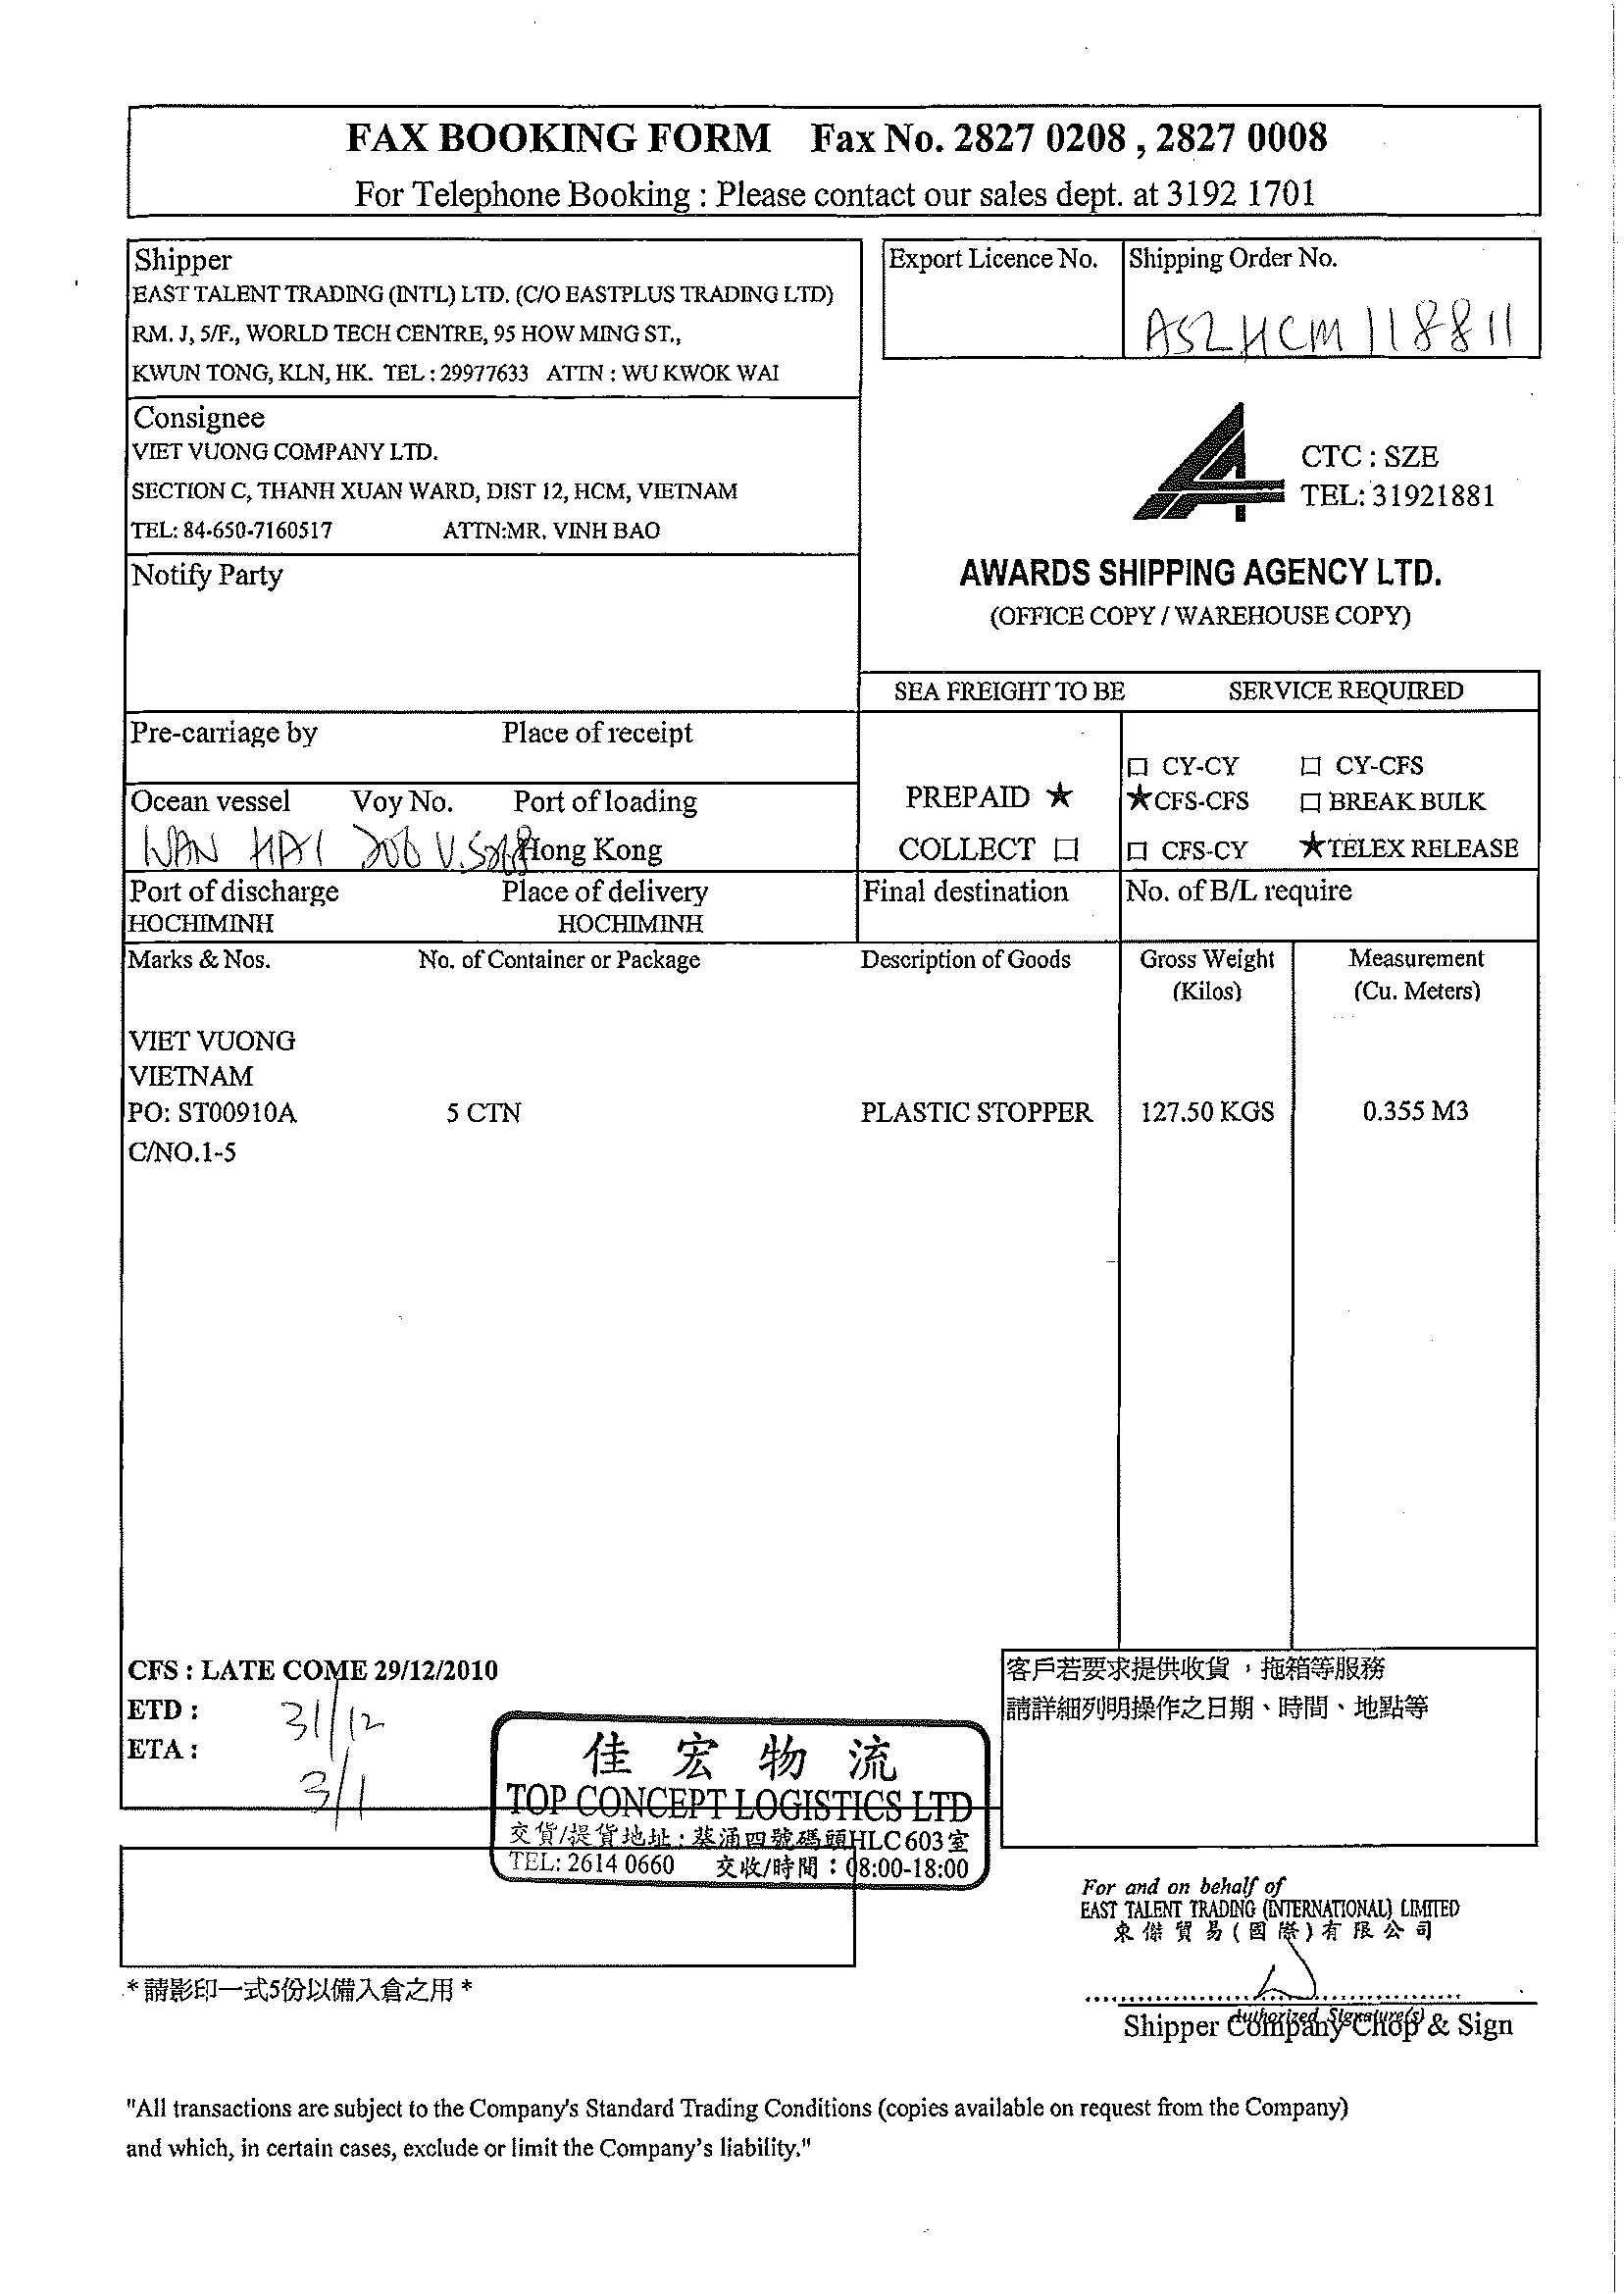 FAX BOOKING FORM Fax No. 2827 0208 , 2827 0008
For Telephone Booking : Please contact our sales dept. at 3192 1701
Shipper
EAST TALENT TRADING (INT'L) LTD. (C/O EASTPLUS TRADING LTD)
RM. J, 5/F., WORLD TECH CENTRE, 95 HOW MING ST.,
KWUN TONG, KLN, HK. TEL : 29977633 ATTN : WU KWOK WAI
Export Licence No. Shipping Order No.
ASZHCM118811
Consignee
VIET VUONG COMPANY LTD.
SECTION C, THANH XUAN WARD, DIST 12, HCM, VIETNAM
TEL: 84-650-7160517 ATTN:MR. VINH BAO
CTC : SZE
TEL: 31921881
Notify Party
AWARDS SHIPPING AGENCY LTD.
(OFFICE COPY / WAREHOUSE COPY)
SEA FREIGHT TO BE SERVICE REQUIRED
Pre-carriage by Place of receipt
PREPAID ★
COLLECT □
□ CY-CY □ CY-CFS
★CFS-CFS □ BREAK BULK
□ CFS-CY ★TELEX RELEASE
Ocean vessel Voy No. Port of loading
WAN HAI 206 Hong Kong
Port of discharge Place of delivery Final destination No. of B/L require
HOCHIMINH HOCHIMINH
Marks & Nos. No. of Container or Package Description of Goods Gross Weight Measurement
(Kilos) (Cu. Meters)
VIET VUONG
VIETNAM
PO: ST00910A 5 CTN PLASTIC STOPPER 127.50 KGS 0.355 M3
C/NO.1-5
CFS : LATE COME 29/12/2010
ETD : 31/12
ETA : 3/1
客戶若要求提供收貨，拖箱等服務
請詳細列明操作之日期、時間、地點等
佳宏物流
TOP CONCEPT LOGISTICS LTD
交貨/提貨地址：葵涌四號碼頭HLC603室
TEL: 2614 0660 交收/時間：08:00-18:00
For and on behalf of
EAST TALENT TRADING (INTERNATIONAL) LIMITED
東傑貿易(國際)有限公司
Authorized Signature(s)
Shipper Company Chop & Sign
*請影印一式5份以備入倉之用*
"All transactions are subject to the Company's Standard Trading Conditions (copies available on request from the Company)
and which, in certain cases, exclude or limit the Company's liability."